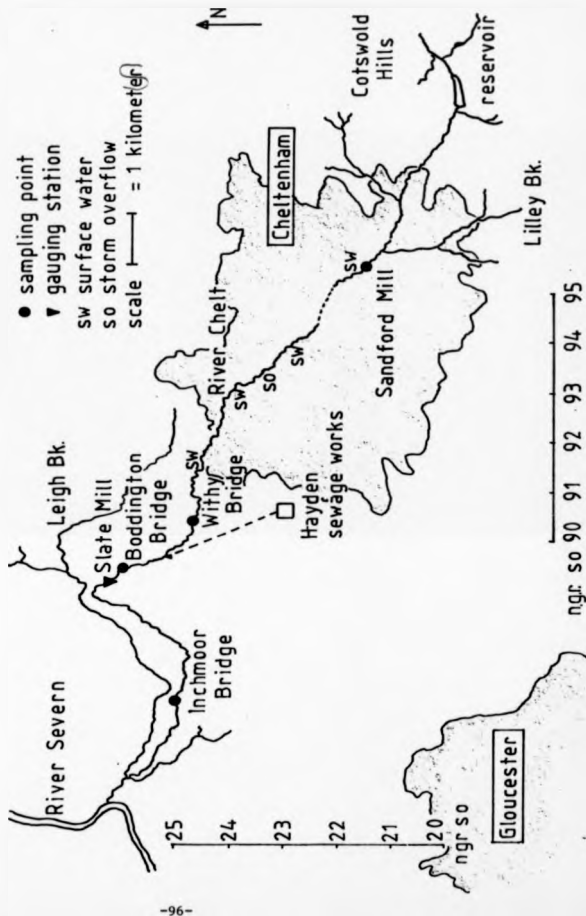 ● sampling point
▼ gauging station
sw surface water
so storm overflow
scale = 1 kilometer
N
River Severn
Leigh Bk.
Slate Mill
Boddington
Bridge
Withy
Bridge
River Chelt
Inchmoor
Bridge
sw
sw
so
sw
sw
Cheltenham
Cotswold
Hills
reservoir
Hayden
sewage works
Sandford Mill
Lilley Bk.
Gloucester
25
24
23
22
21
20
ngr so
ngr so 90 91 92 93 94 95
-96-